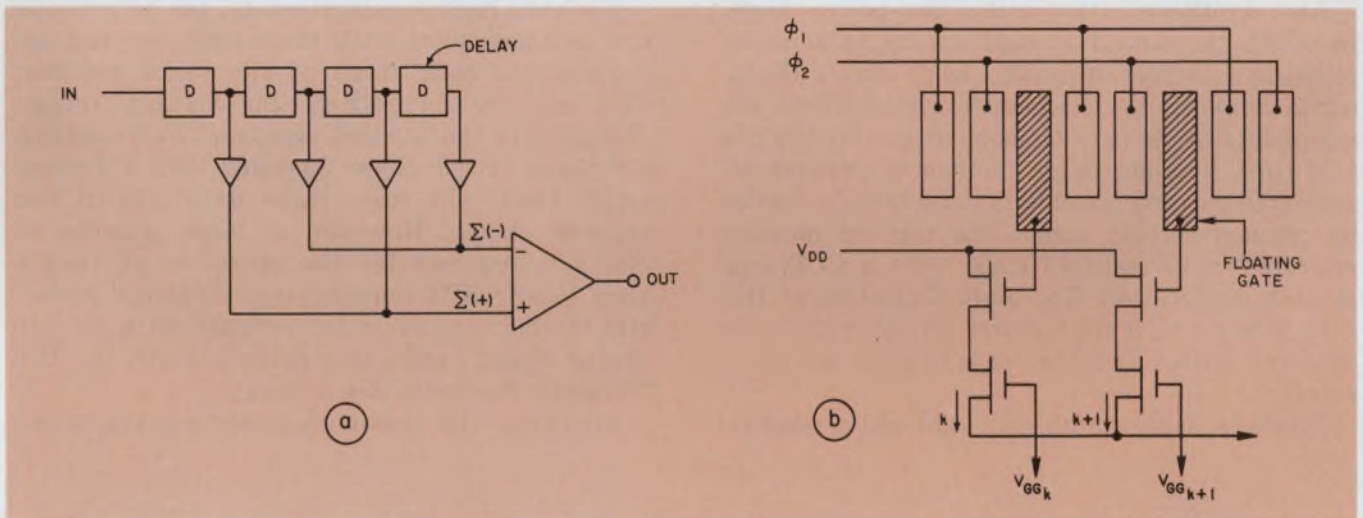 DELAY
IN D D D D
Σ(-) -
OUT
Σ(+) +
a
ϕ1
ϕ2
VDD
FLOATING
GATE
k k+1
VGGk VGGk+1
b